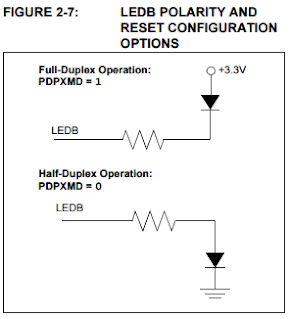 FIGURE 2-7: LEDB POLARITY AND
RESET CONFIGURATION
OPTIONS
Full-Duplex Operation:
PDPXMD = 1
+3.3V
LEDB
Half-Duplex Operation:
PDPXMD = 0
LEDB